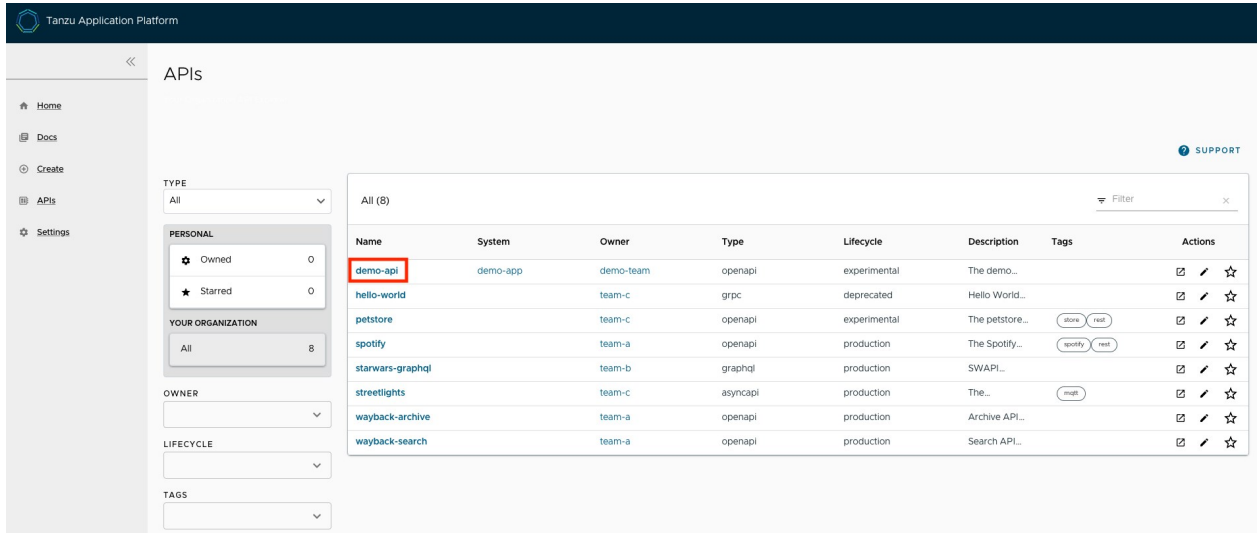 Tanzu Application Platform
APIs
Home
Docs
Create
APIs
Settings
SUPPORT
TYPE
All
PERSONAL
Owned 0
Starred 0
YOUR ORGANIZATION
All 8
OWNER
LIFECYCLE
TAGS
All (8) Filter
Name System Owner Type Lifecycle Description Tags Actions
demo-api demo-app demo-team openapi experimental The demo...
hello-world team-c grpc deprecated Hello World...
petstore team-c openapi experimental The petstore... store rest
spotify team-a openapi production The Spotify... spotify rest
starwars-graphql team-b graphql production SWAPI...
streetlights team-c asyncapi production The... mqtt
wayback-archive team-a openapi production Archive API...
wayback-search team-a openapi production Search API...